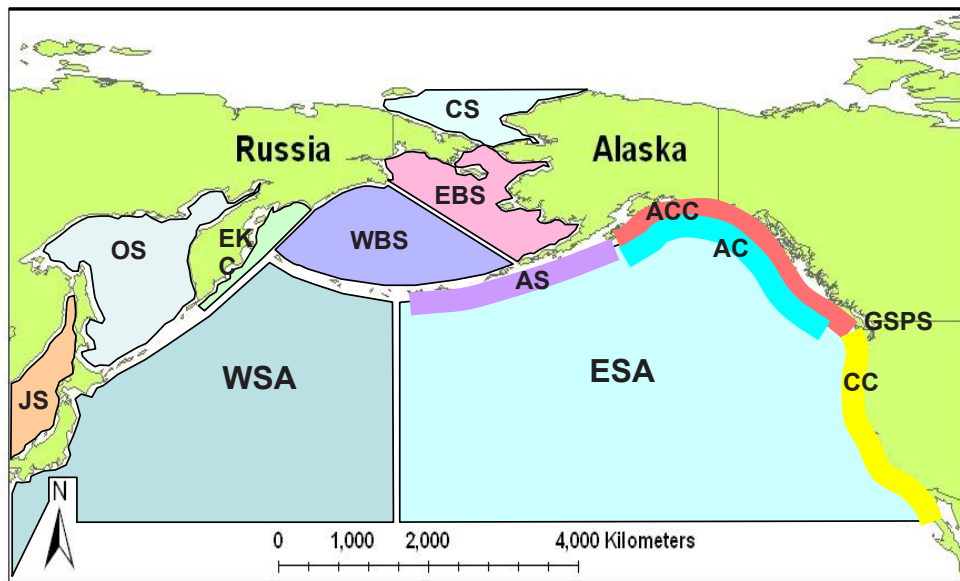 CS
Russia
Alaska
EBS
ACC
OS
EK
C
WBS
AC
AS
GSPS
WSA
ESA
CC
JS
N
0 1,000 2,000 4,000 Kilometers